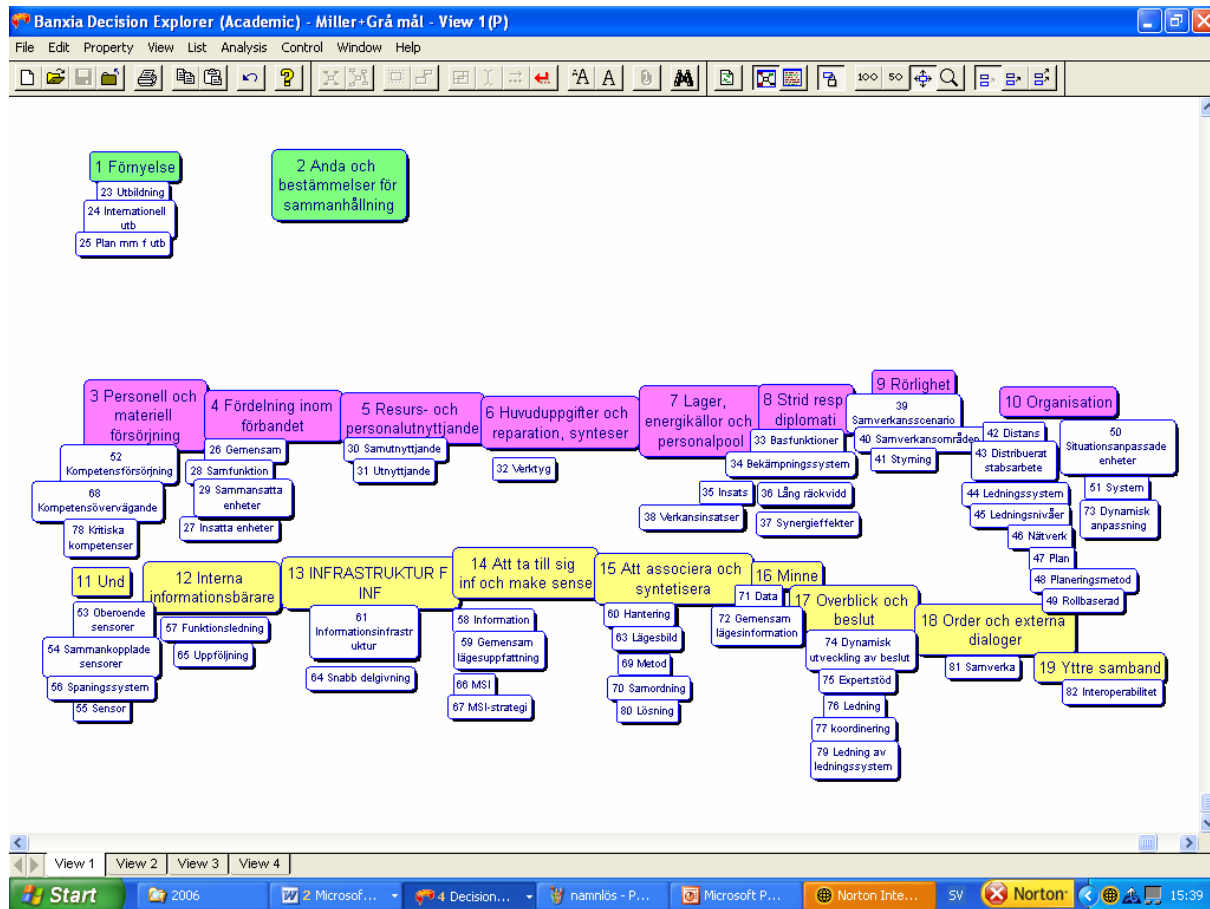 Banxia Decision Explorer (Academic) - Miller+Grå mål - View 1(P)
File Edit Property View List Analysis Control Window Help
100 50
1 Förnyelse
23 Utbildning
24 Internationell
utb
25 Plan mm f utb
2 Anda och
bestämmelser för
sammanhållning
3 Personell och
materiell
försörjning
52
Kompetensförsörjning
68
Kompetensövervägande
78 Kritiska
kompetenser
4 Fördelning inom
förbandet
26 Gemensam
28 Samfunktion
29 Sammansatta
enheter
27 Insatta enheter
5 Resurs- och
personalutnyttjande
30 Samutnyttjande
31 Utnyttjande
6 Huvuduppgifter och
reparation, synteser
32 Verktyg
7 Lager,
energikällor och
personalpool
35 Insats
38 Verkansinsatser
8 Strid resp
diplomati
33 Basfunktioner
34 Bekämpningssystem
36 Lång räckvidd
37 Synergieffekter
9 Rörlighet
39
Samverkansscenario
40 Samverkansområden
41 Styrning
10 Organisation
42 Distans
43 Distribuerat
stabsarbete
44 Ledningssystem
45 Ledningsnivåer
46 Nätverk
47 Plan
48 Planeringsmetod
49 Rollbaserad
50
Situationsanpassade
enheter
51 System
73 Dynamisk
anpassning
11 Und
53 Oberoende
sensorer
54 Sammankopplade
sensorer
56 Spaningssystem
55 Sensor
12 Interna
informationsbärare
57 Funktionsledning
65 Uppföljning
13 INFRASTRUKTUR F
INF
61
Informationsinfrastr
uktur
64 Snabb delgivning
14 Att ta till sig
inf och make sense
58 Information
59 Gemensam
lägesuppfattning
66 MSI
67 MSI-strategi
15 Att associera och
syntetisera
60 Hantering
63 Lägesbild
69 Metod
70 Samordning
80 Lösning
16 Minne
71 Data
72 Gemensam
lägesinformation
17 Overblick och
beslut
74 Dynamisk
utveckling av beslut
75 Expertstöd
76 Ledning
77 koordinering
79 Ledning av
ledningssystem
18 Order och externa
dialoger
81 Samverka
19 Yttre samband
82 Interoperabilitet
View 1 View 2 View 3 View 4
Start 2006 2 Microsof... 4 Decision... namnlös - P... Microsoft P... Norton Inte... SV Norton 15:39